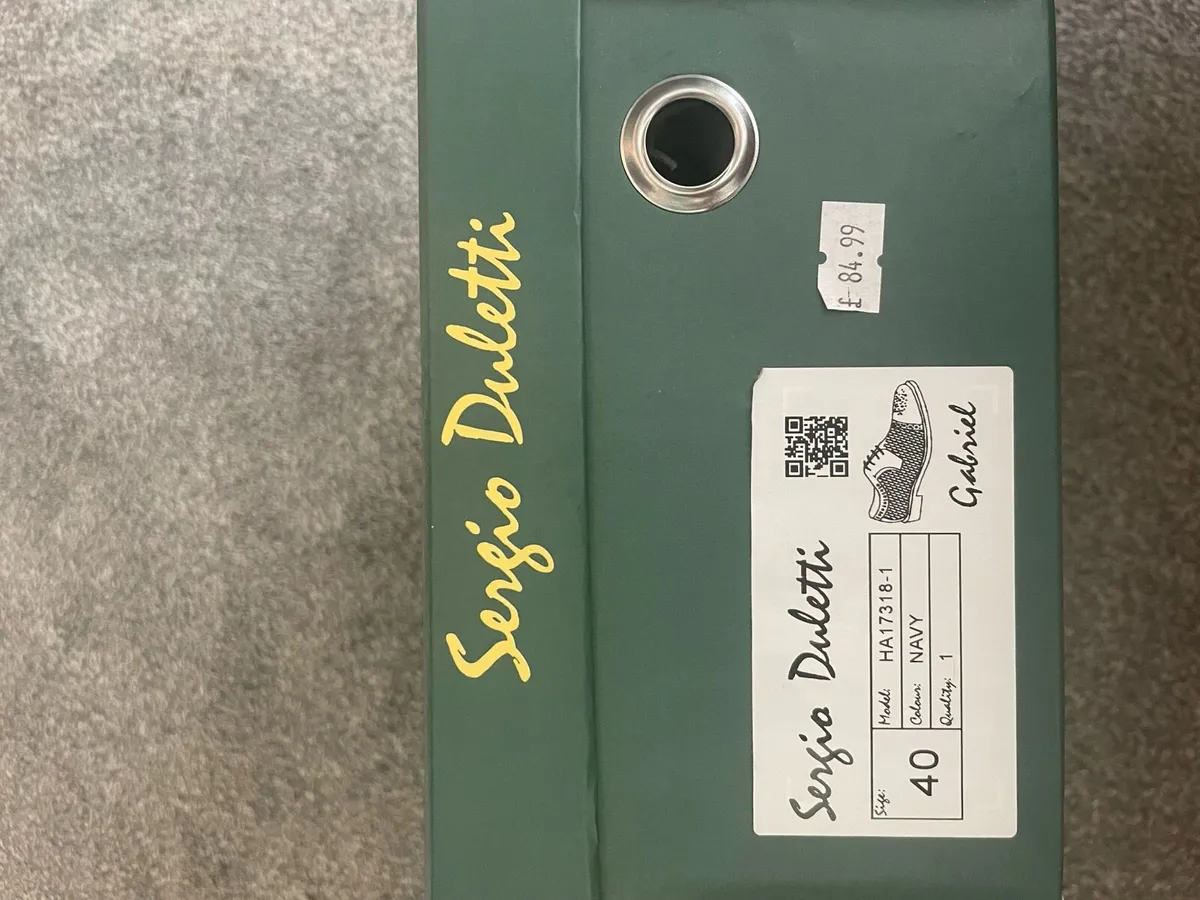 Sergio Duletti
£ 84.99
Sergio Duletti
Size: 40
Model: HA17318-1
Colour: NAVY
Quality: 1
Gabriel